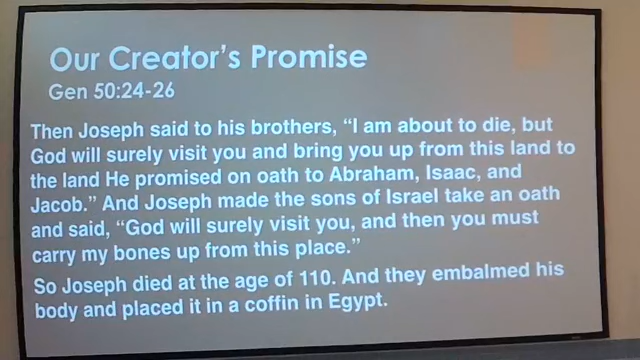 Our Creator's Promise
Gen 50:24-26
Then Joseph said to his brothers, “I am about to die, but
God will surely visit you and bring you up from this land to
the land He promised on oath to Abraham, Isaac, and
Jacob.” And Joseph made the sons of Israel take an oath
and said, “God will surely visit you, and then you must
carry my bones up from this place.”
So Joseph died at the age of 110. And they embalmed his
body and placed it in a coffin in Egypt.